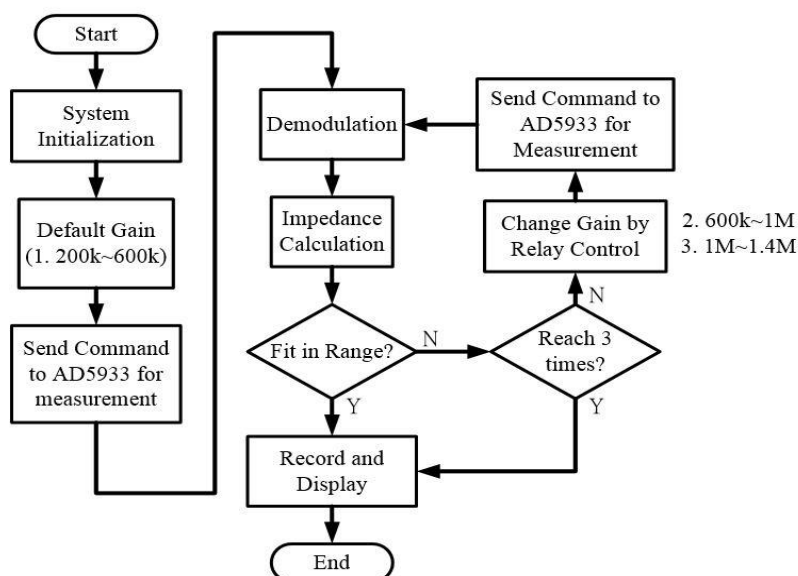 Start
System
Initialization
Default Gain
(1. 200k~600k)
Send Command
to AD5933 for
measurement
Demodulation
Impedance
Calculation
Fit in Range?
N
Y
Reach 3
times?
N
Y
Change Gain by
Relay Control
2. 600k~1M
3. 1M~1.4M
Send Command to
AD5933 for
Measurement
Record and
Display
End